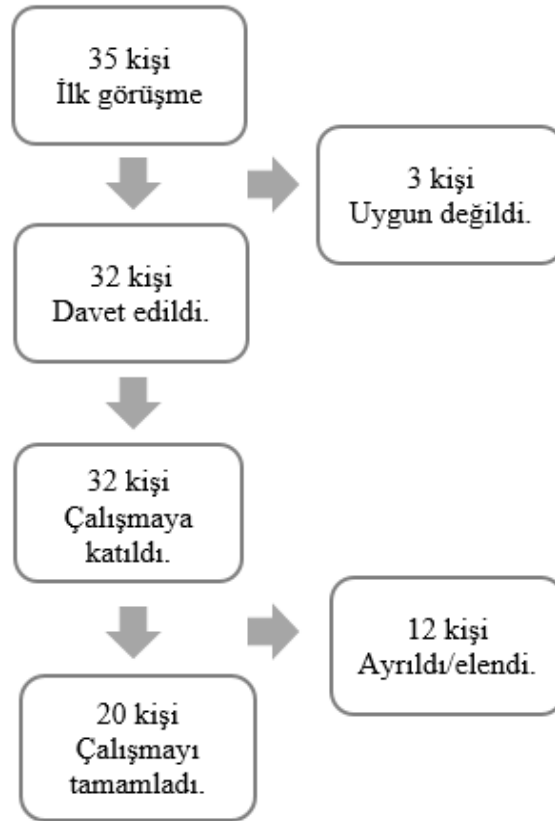 35 kişi
İlk görüşme
3 kişi
Uygun değildi.
32 kişi
Davet edildi.
32 kişi
Çalışmaya
katıldı.
12 kişi
Ayrıldı/elendi.
20 kişi
Çalışmayı
tamamladı.